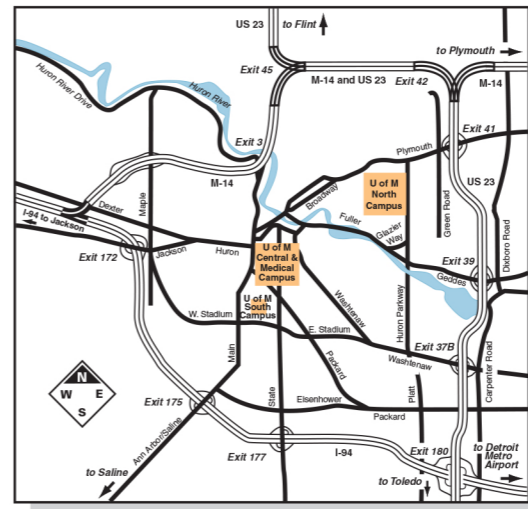 US 23
to Flint
to Plymouth
Exit 45
M-14 and US 23
Exit 42
M-14
Huron River Drive
Huron River
Exit 3
Exit 41
Plymouth
M-14
Maple
Broadway
U of M
North
Campus
Green Road
US 23
Dexter
I-94 to Jackson
Fuller
Glazier
Way
Dixboro Road
Exit 172
Jackson
Huron
U of M
Central &
Medical
Campus
Exit 39
Geddes
U of M
South
Campus
Washtenaw
Huron Parkway
W. Stadium
E. Stadium
Exit 37B
Main
Washtenaw
Packard
Platt
Carpenter Road
N
W
E
S
Exit 175
State
Eisenhower
Packard
Ann Arbor/Saline
Exit 177
I-94
Exit 180
to Detroit
Metro
Airport
to Saline
to Toledo